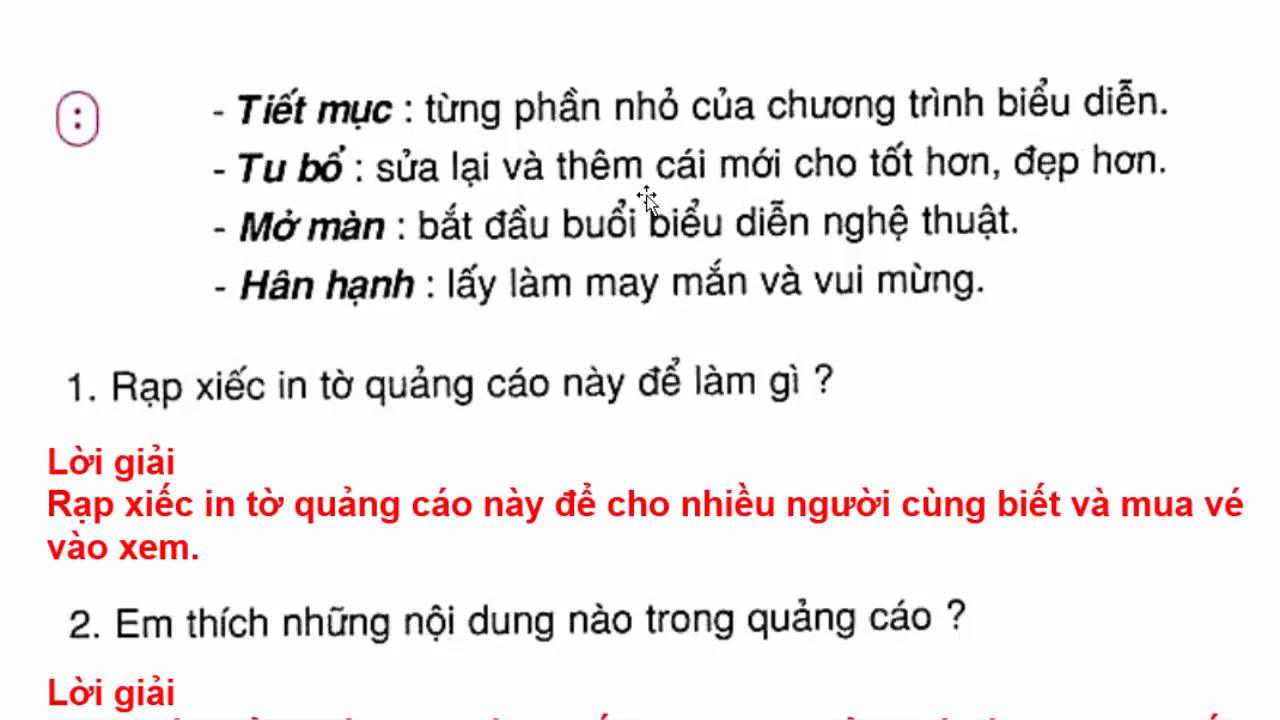 :
- Tiết mục : từng phần nhỏ của chương trình biểu diễn.
- Tu bổ : sửa lại và thêm cái mới cho tốt hơn, đẹp hơn.
- Mở màn : bắt đầu buổi biểu diễn nghệ thuật.
- Hân hạnh : lấy làm may mắn và vui mừng.
1. Rạp xiếc in tờ quảng cáo này để làm gì ?
Lời giải
Rạp xiếc in tờ quảng cáo này để cho nhiều người cùng biết và mua vé
vào xem.
2. Em thích những nội dung nào trong quảng cáo ?
Lời giải